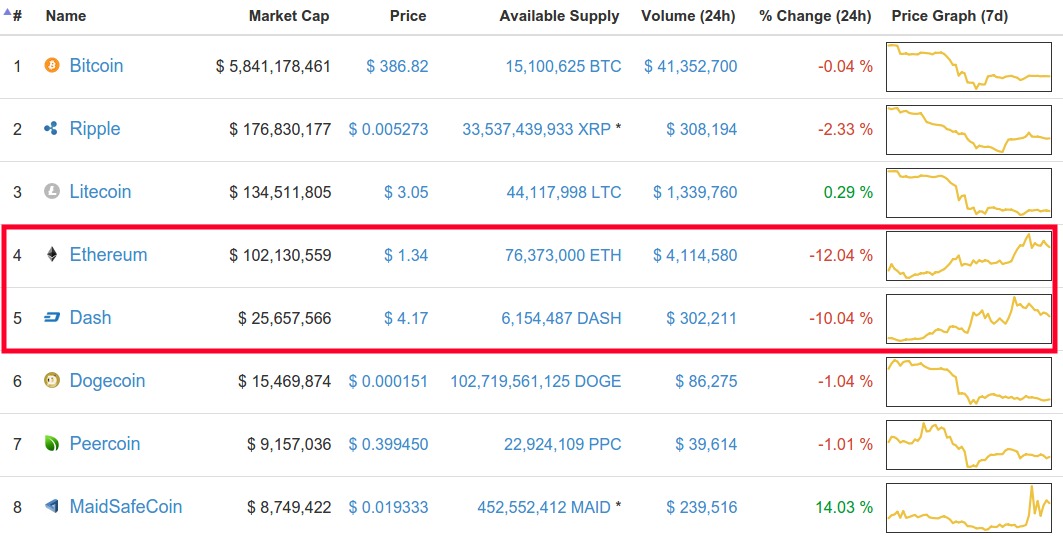 # Name Market Cap Price Available Supply Volume (24h) % Change (24h) Price Graph (7d)
1 Bitcoin $ 5,841,178,461 $ 386.82 15,100,625 BTC $ 41,352,700 -0.04 %
2 Ripple $ 176,830,177 $ 0.005273 33,537,439,933 XRP * $ 308,194 -2.33 %
3 Litecoin $ 134,511,805 $ 3.05 44,117,998 LTC $ 1,339,760 0.29 %
4 Ethereum $ 102,130,559 $ 1.34 76,373,000 ETH $ 4,114,580 -12.04 %
5 Dash $ 25,657,566 $ 4.17 6,154,487 DASH $ 302,211 -10.04 %
6 Dogecoin $ 15,469,874 $ 0.000151 102,719,561,125 DOGE $ 86,275 -1.04 %
7 Peercoin $ 9,157,036 $ 0.399450 22,924,109 PPC $ 39,614 -1.01 %
8 MaidSafeCoin $ 8,749,422 $ 0.019333 452,552,412 MAID * $ 239,516 14.03 %